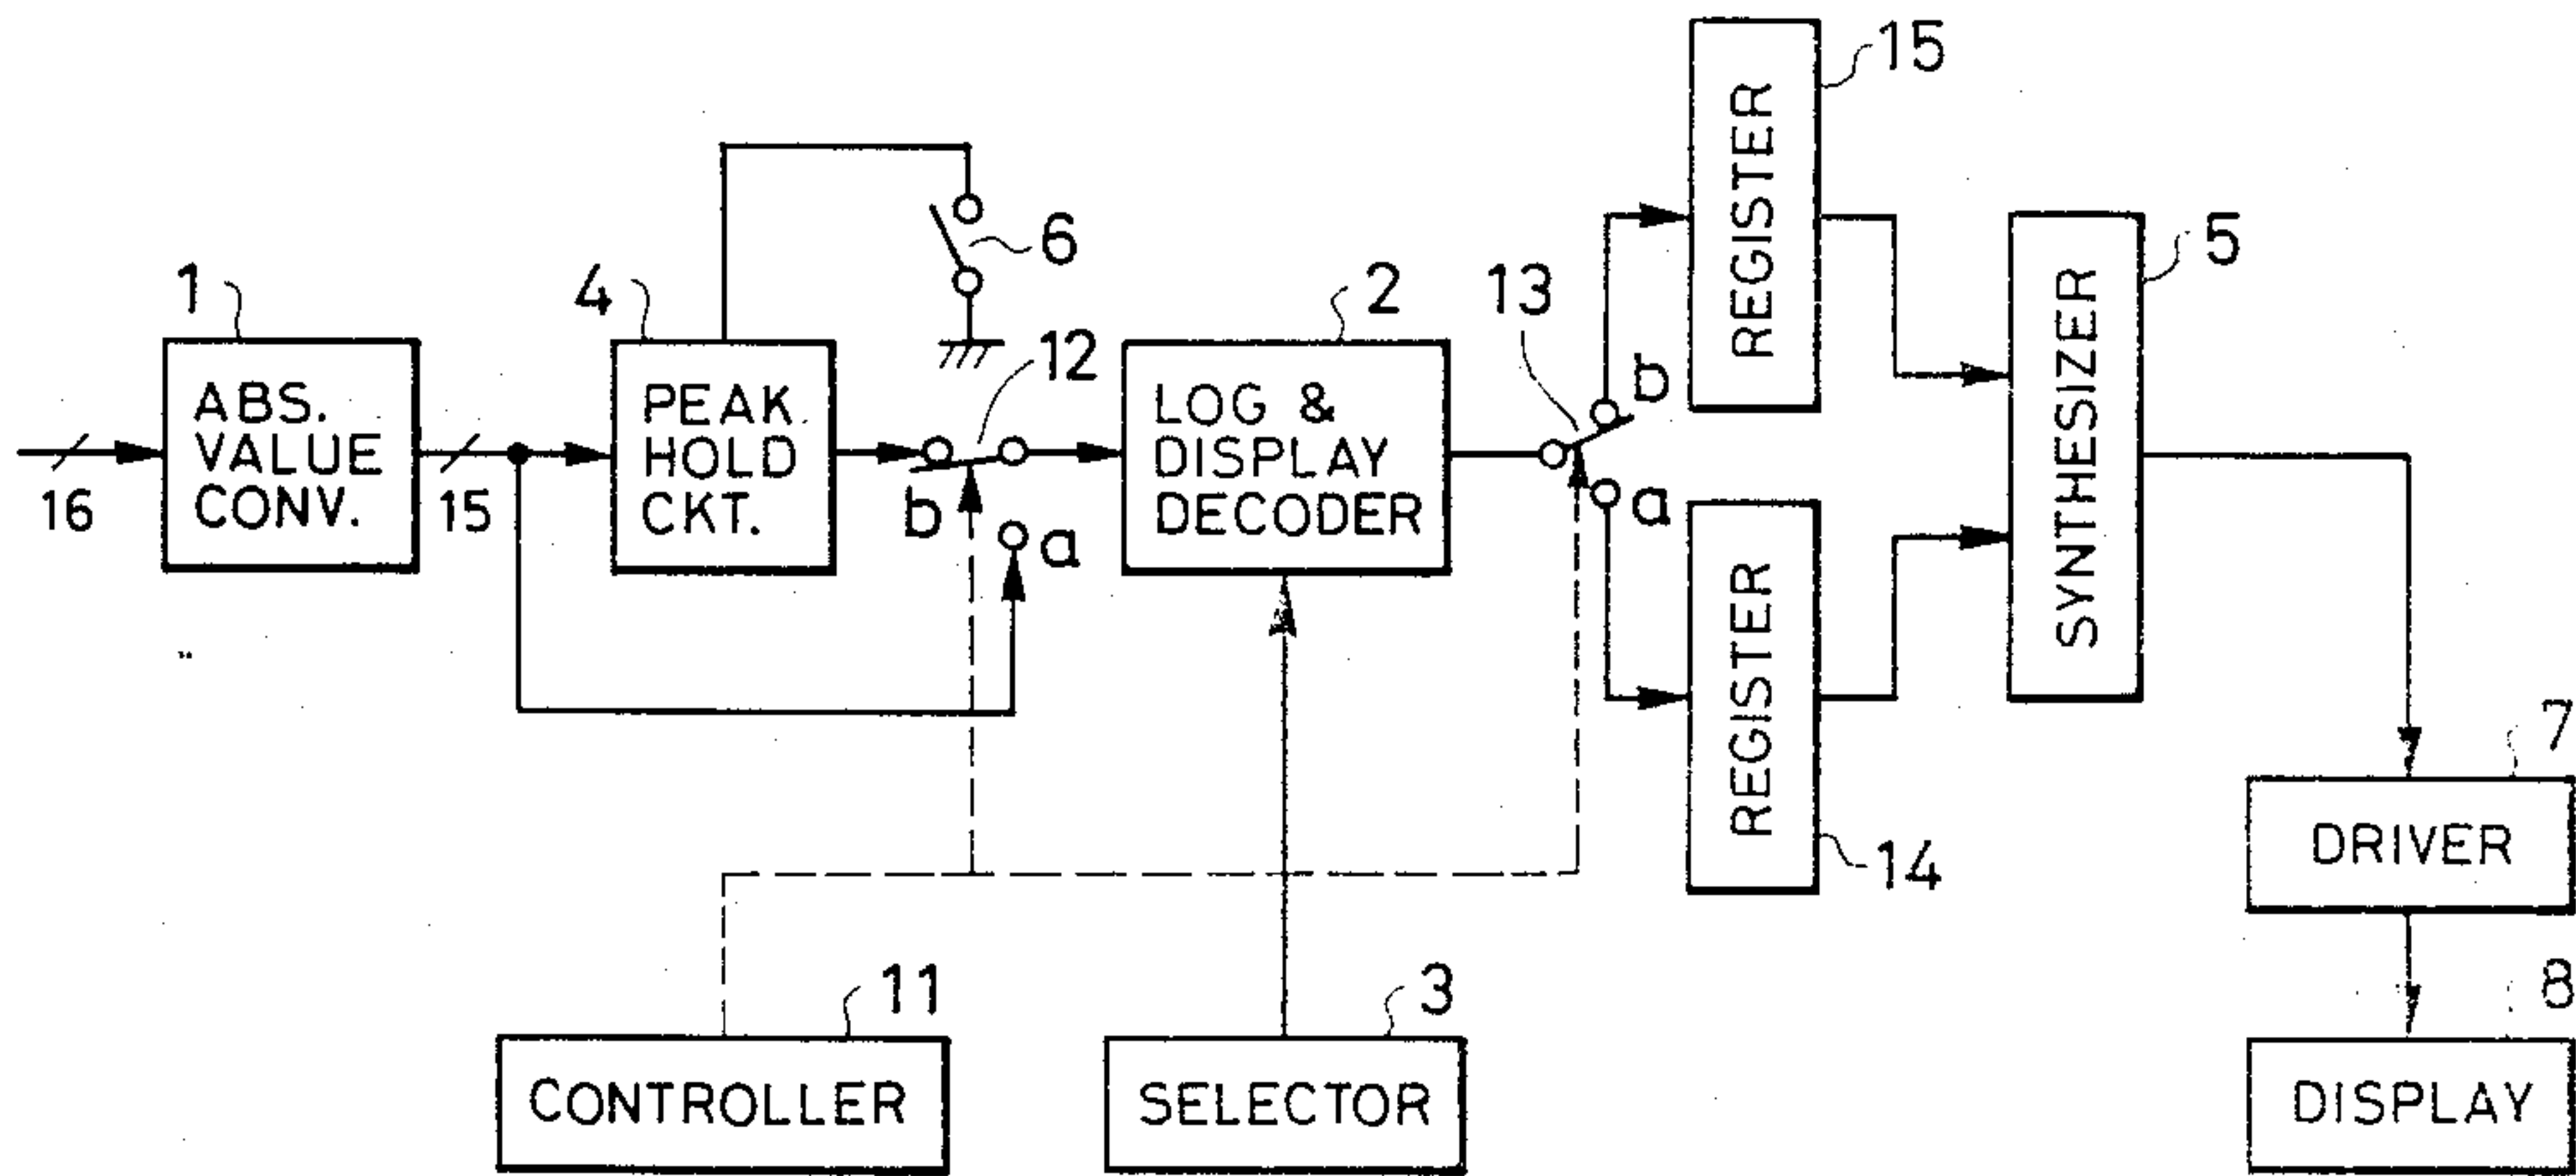 15
REGISTER
6
5
SYNTHESIZER
1
ABS.
VALUE
CONV.
16
15
4
PEAK
HOLD
CKT.
12
b
a
2
LOG &
DISPLAY
DECODER
13
b
a
REGISTER
14
7
DRIVER
11
CONTROLLER
3
SELECTOR
8
DISPLAY